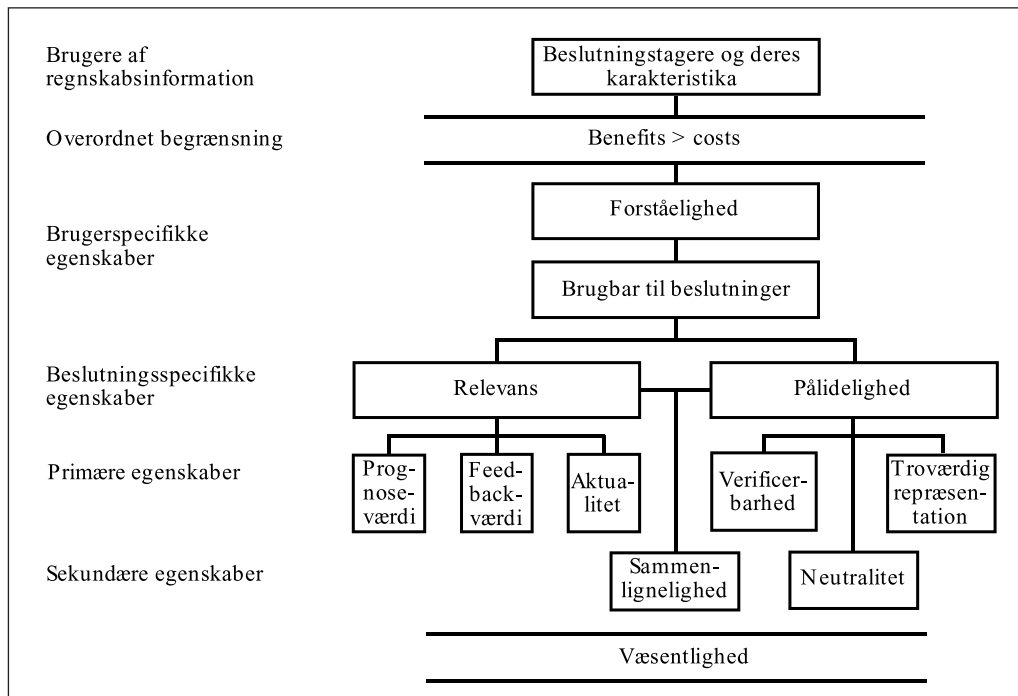 Brugere af
regnskabsinformation
Beslutningstagere og deres
karakteristika
Overordnet begrænsning
Benefits > costs
Brugerspecifikke
egenskaber
Forståelighed
Brugbar til beslutninger
Beslutningsspecifikke
egenskaber
Relevans
Pålidelighed
Primære egenskaber
Prog-
nose-
værdi
Feed-
back-
værdi
Aktua-
litet
Verificer-
barhed
Troværdig
repræsen-
tation
Sekundære egenskaber
Sammen-
lignelighed
Neutralitet
Væsentlighed